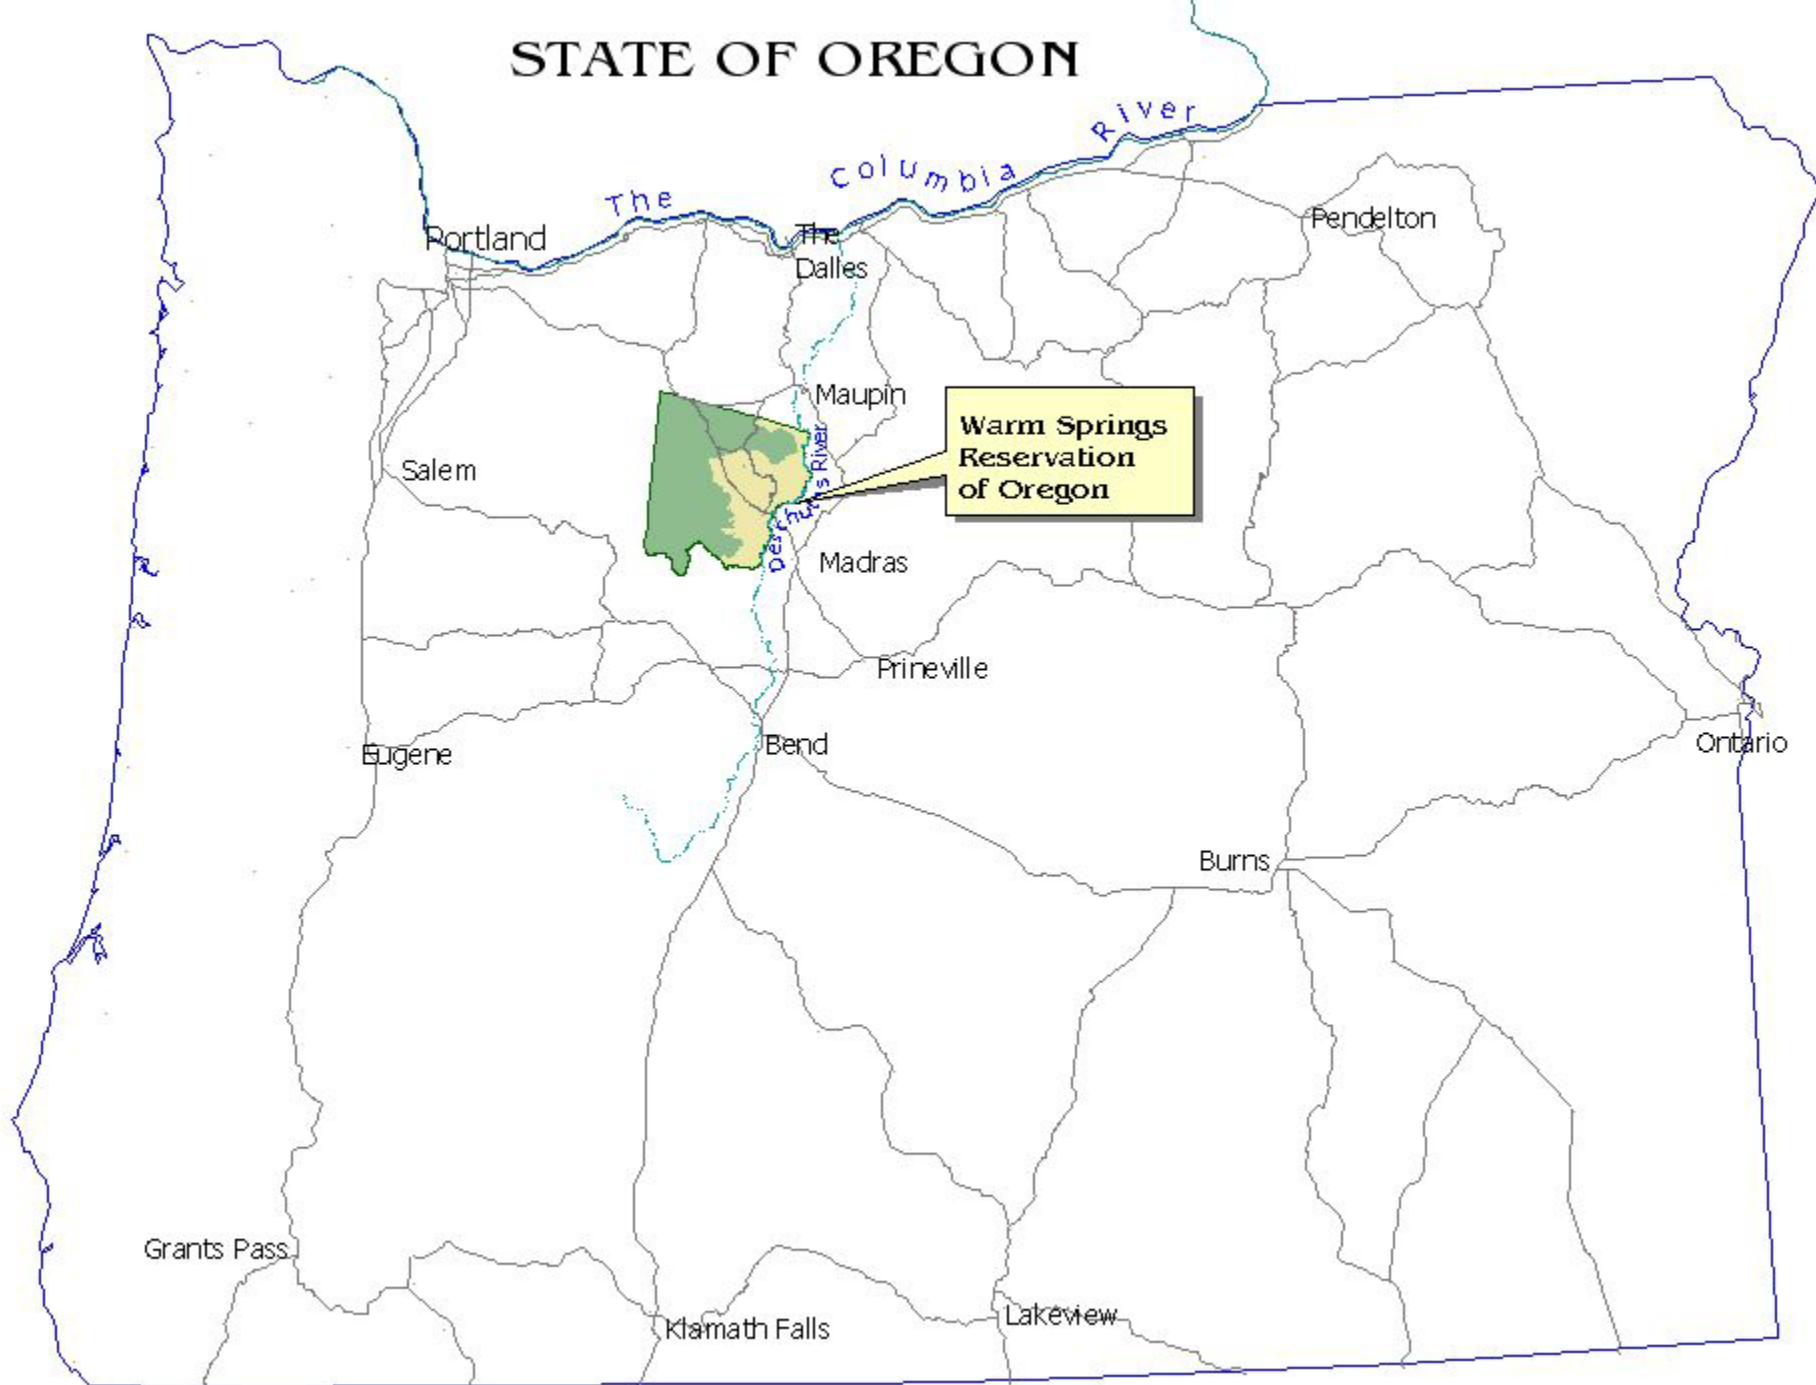 STATE OF OREGON
The Columbia River
Portland
The
Dalles
Pendelton
Maupin
Warm Springs
Reservation
of Oregon
Salem
Deschutes River
Madras
Prineville
Bend
Eugene
Ontario
Burns
Grants Pass
Klamath Falls
Lakeview